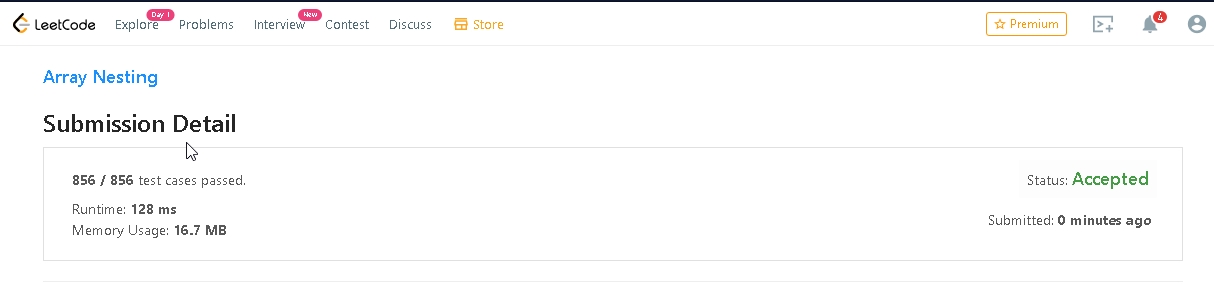 LeetCode Explore Day 1 Problems Interview New Contest Discuss Store Premium 4
Array Nesting
Submission Detail
856 / 856 test cases passed. Status: Accepted
Runtime: 128 ms
Memory Usage: 16.7 MB
Submitted: 0 minutes ago